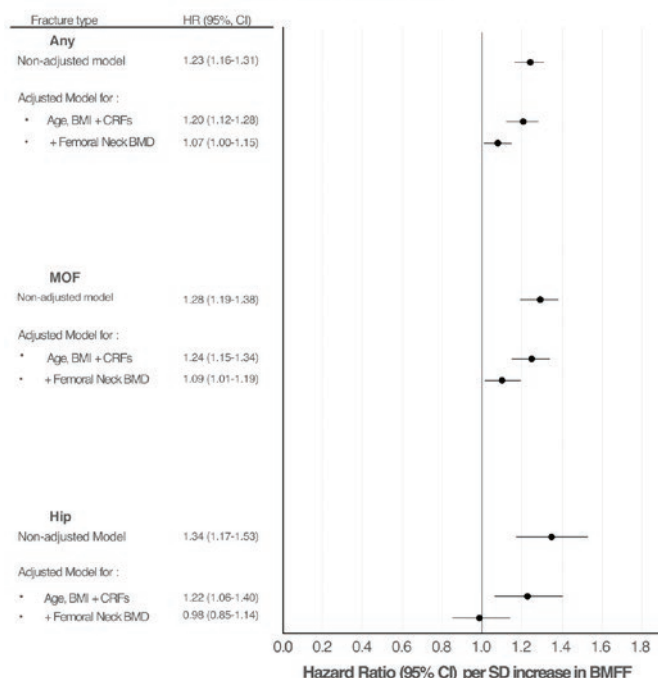 Fracture type HR (95%, CI)
Any
Non-adjusted model 1.23 (1.16-1.31)
Adjusted Model for :
• Age, BMI + CRFs 1.20 (1.12-1.28)
• + Femoral Neck BMD 1.07 (1.00-1.15)
MOF
Non-adjusted model 1.28 (1.19-1.38)
Adjusted Model for :
• Age, BMI + CRFs 1.24 (1.15-1.34)
• + Femoral Neck BMD 1.09 (1.01-1.19)
Hip
Non-adjusted Model 1.34 (1.17-1.53)
Adjusted Model for :
• Age, BMI + CRFs 1.22 (1.06-1.40)
• + Femoral Neck BMD 0.98 (0.85-1.14)
0.0 0.2 0.4 0.6 0.8 1.0 1.2 1.4 1.6 1.8
Hazard Ratio (95% CI) per SD increase in BMFF